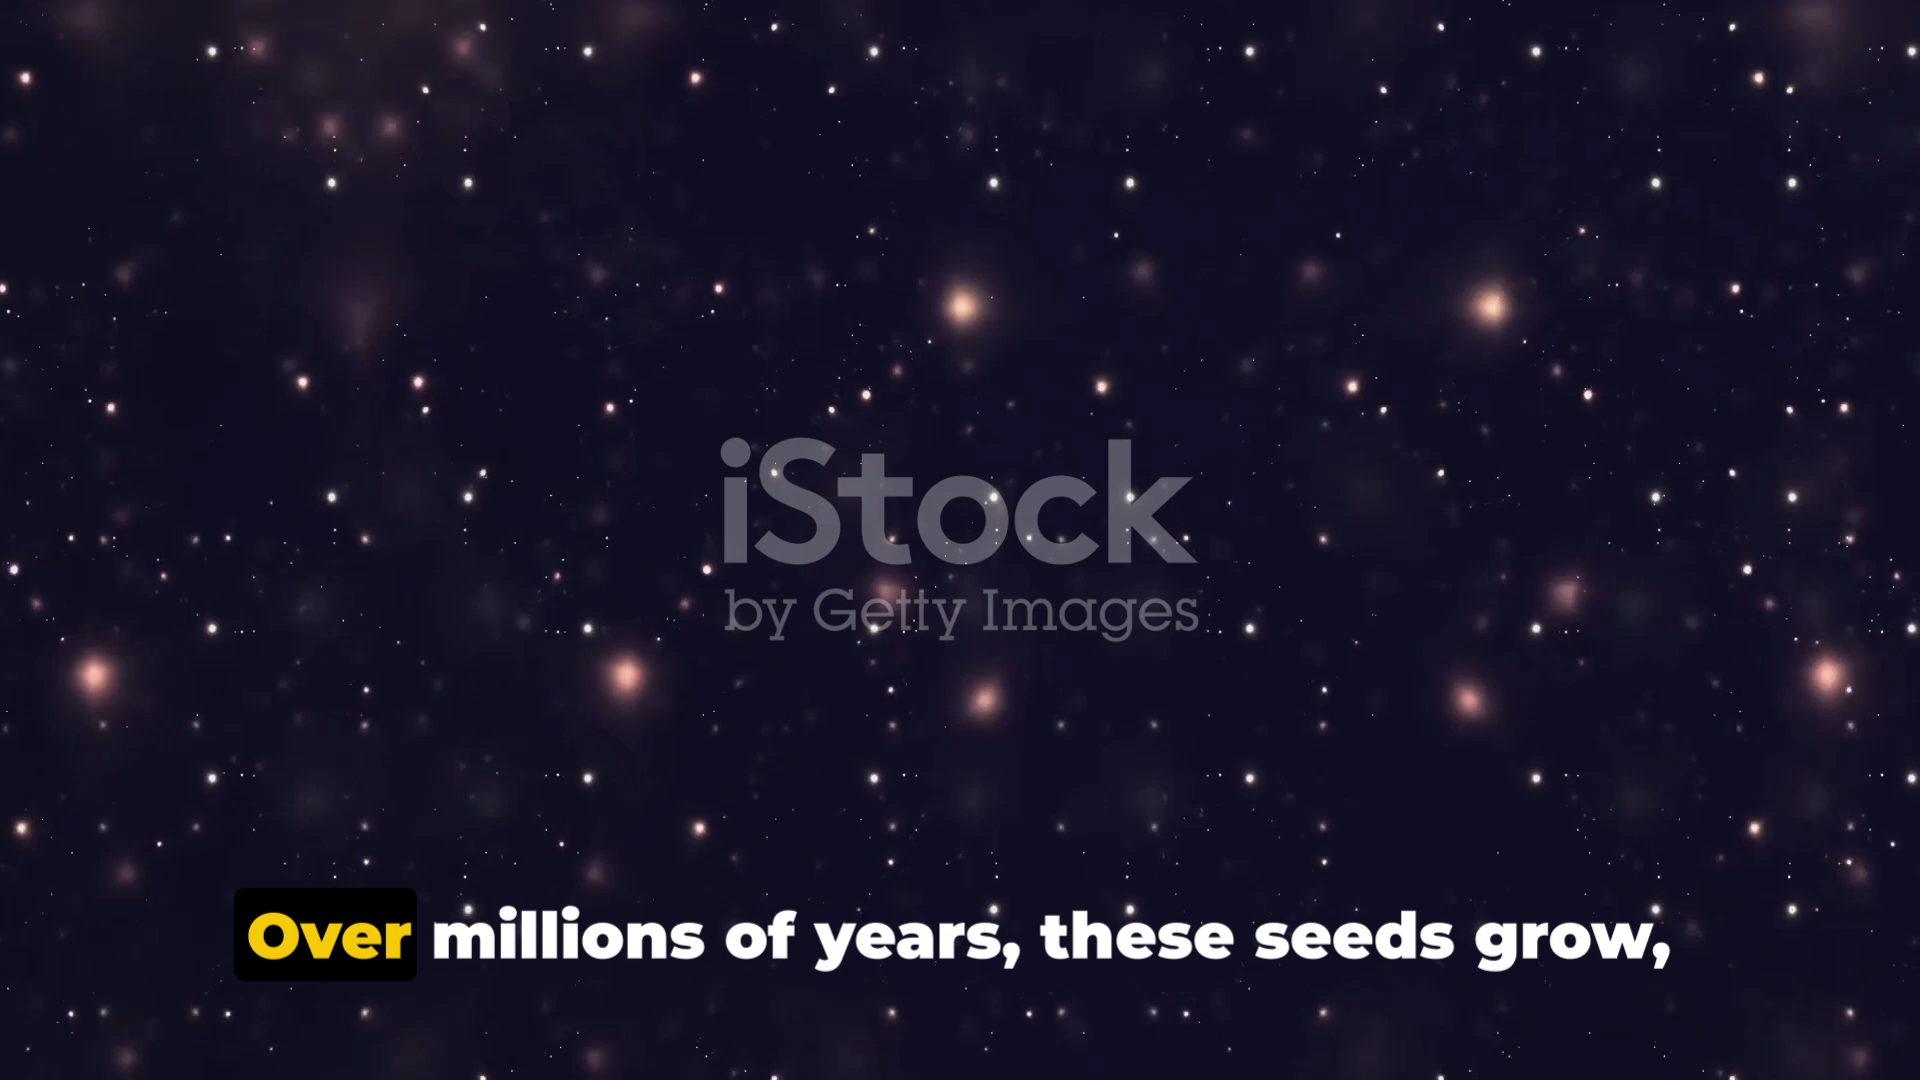 iStock
by Getty Images
Over millions of years, these seeds grow,